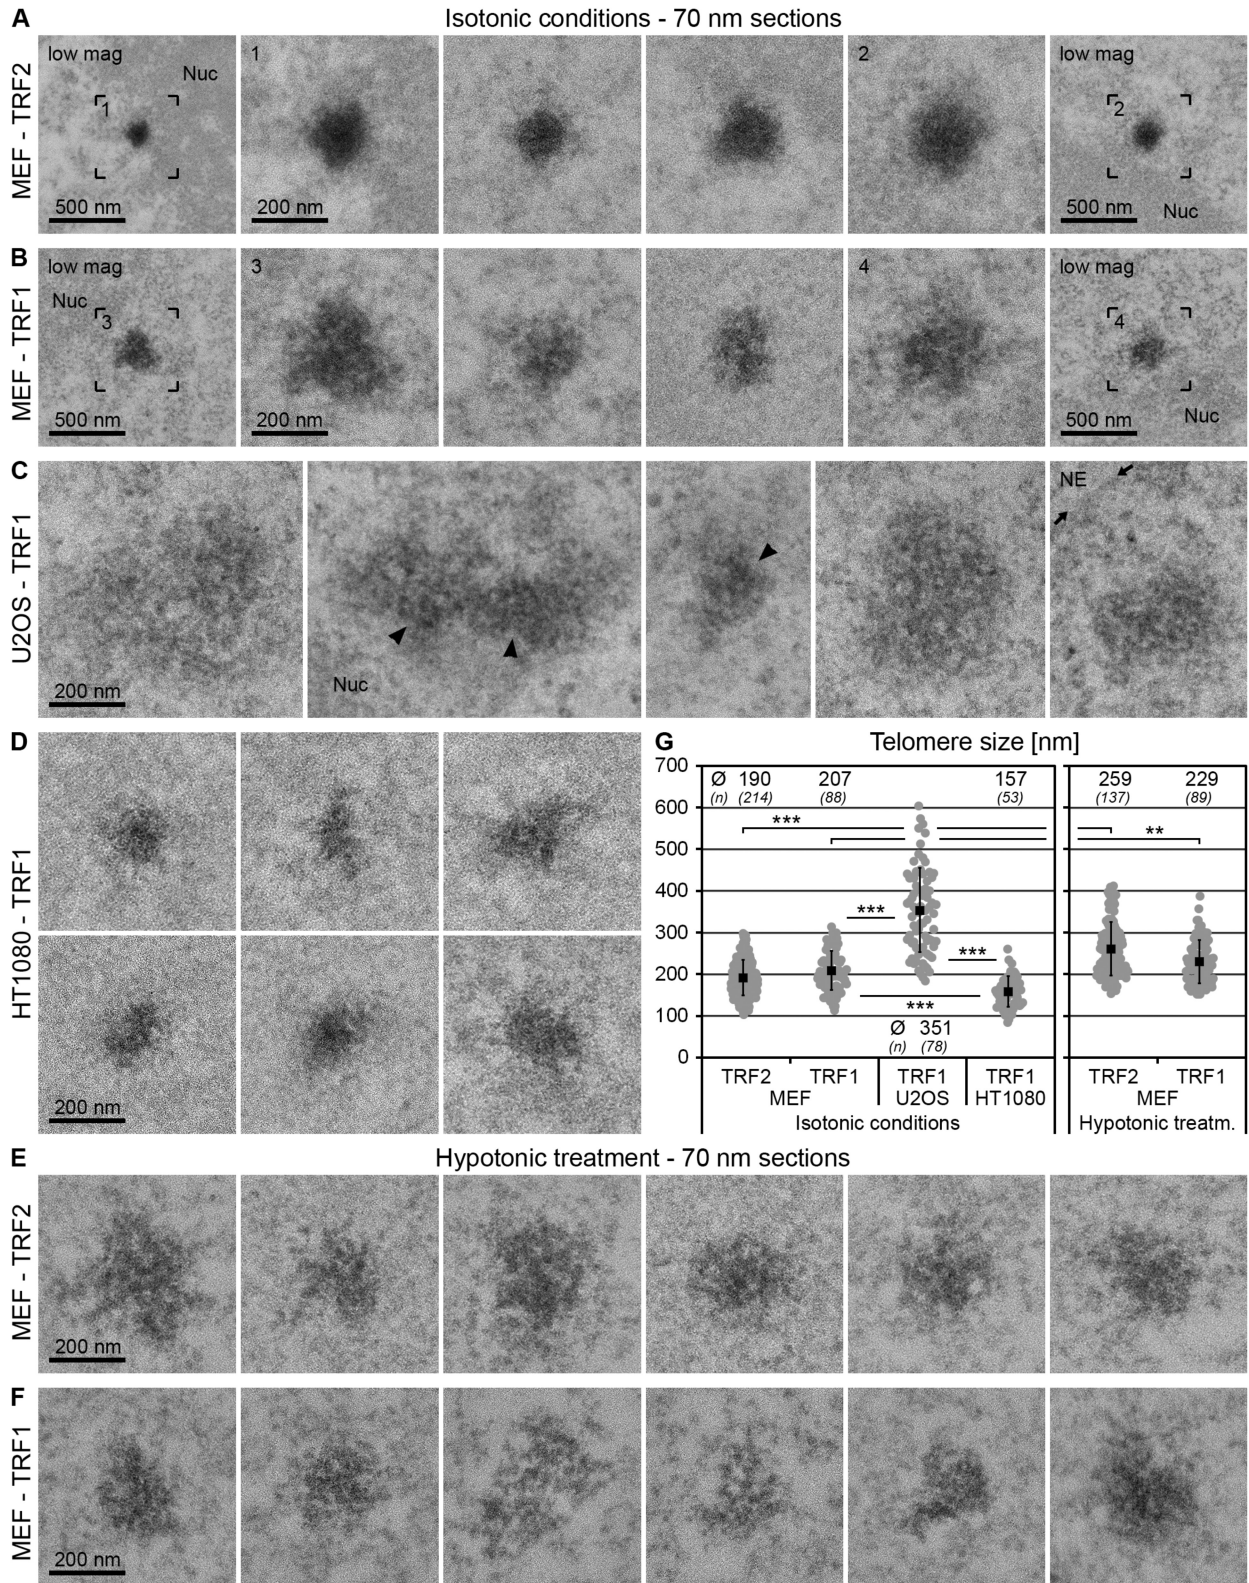 A
Isotonic conditions - 70 nm sections
MEF - TRF2
low mag
Nuc
1
500 nm
1
200 nm
2
low mag
2
500 nm
Nuc
B
MEF - TRF1
low mag
Nuc
3
500 nm
3
200 nm
4
low mag
4
500 nm
Nuc
C
U2OS - TRF1
200 nm
Nuc
NE
D
HT1080 - TRF1
200 nm
G
Telomere size [nm]
700
600
500
400
300
200
100
0
Ø 190 207 157 259 229
(n) (214) (88) (53) (137) (89)
***
**
***
***
***
Ø 351
(n) (78)
TRF2 TRF1 TRF1 TRF1 TRF2 TRF1
MEF U2OS HT1080 MEF
Isotonic conditions Hypotonic treatm.
E
Hypotonic treatment - 70 nm sections
MEF - TRF2
200 nm
F
MEF - TRF1
200 nm